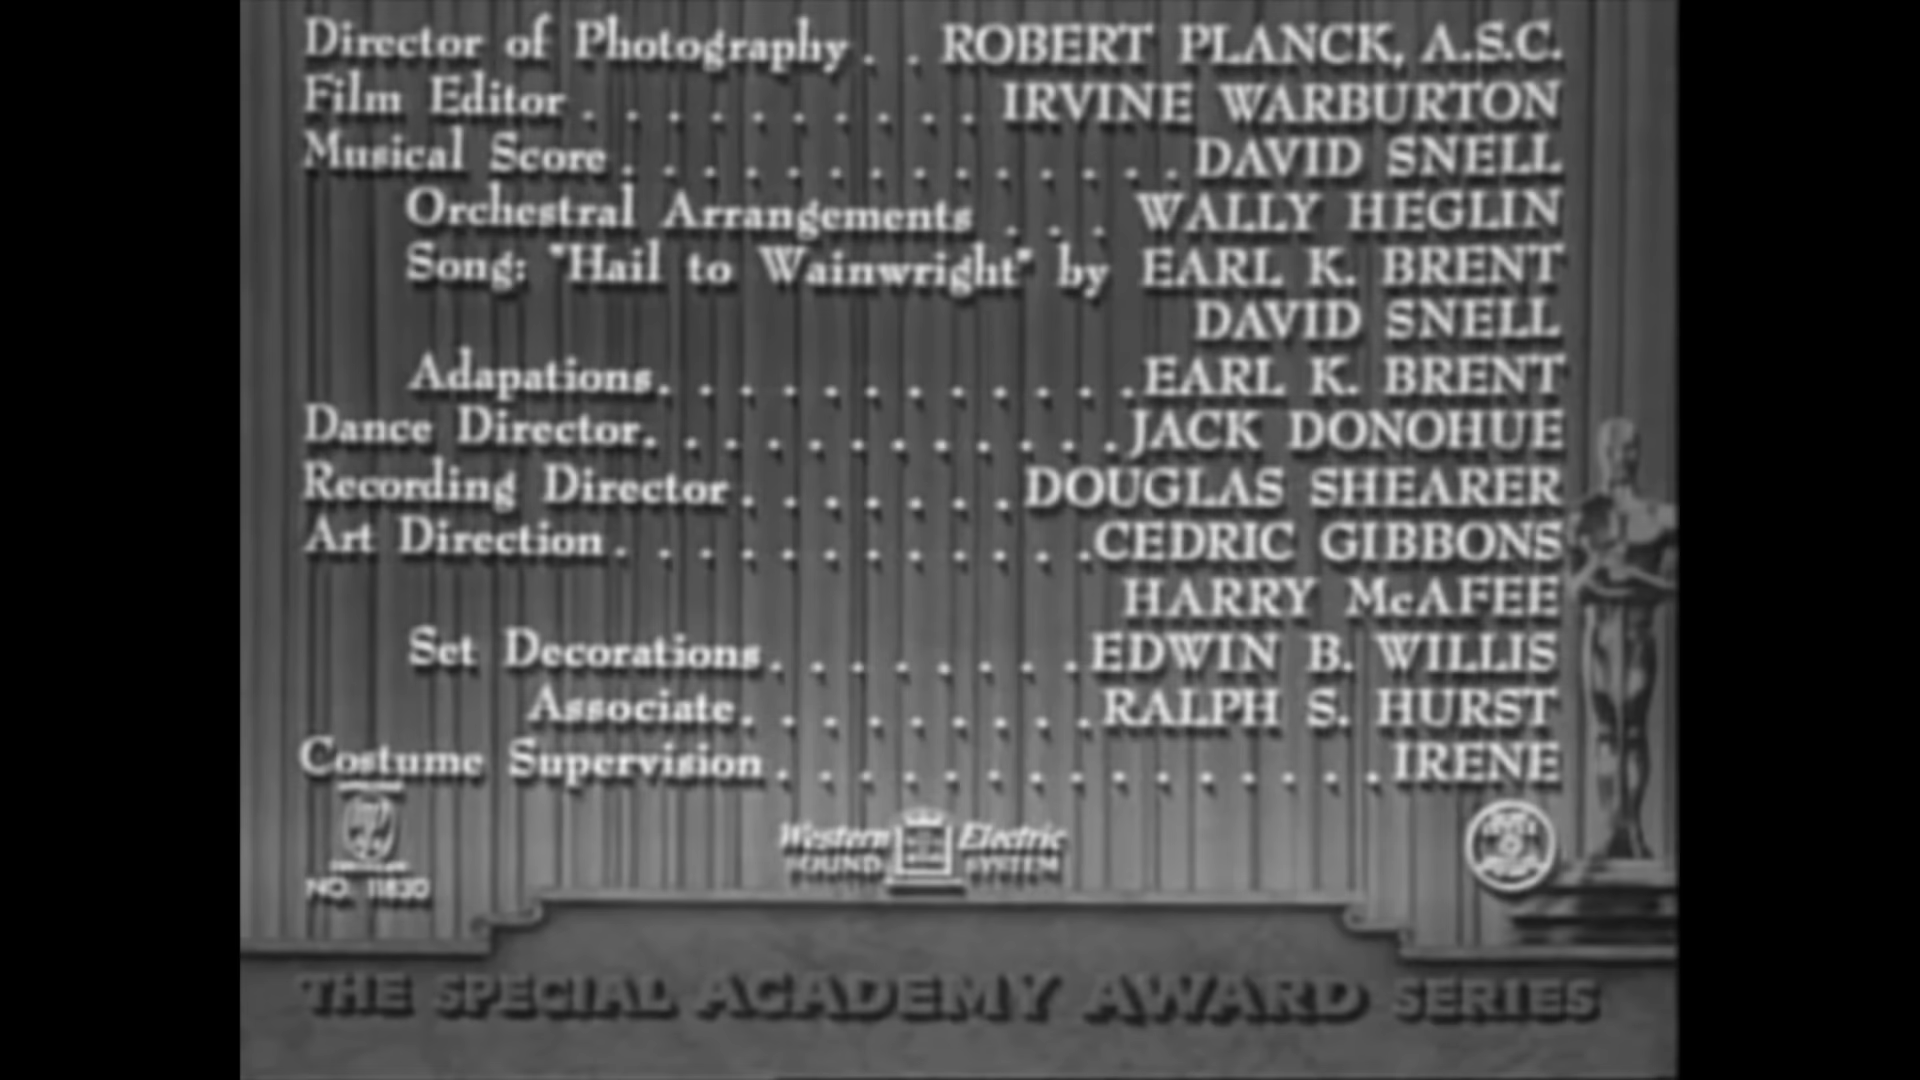 Director of Photography . . ROBERT PLANCK, A.S.C.
Film Editor . . . . . . . . . . IRVINE WARBURTON
Musical Score . . . . . . . . . . . . . . DAVID SNELL
Orchestral Arrangements . . . WALLY HEGLIN
Song: "Hail to Wainwright" by EARL K. BRENT
DAVID SNELL
Adapations . . . . . . . . . . . . EARL K. BRENT
Dance Director . . . . . . . . . . . . JACK DONOHUE
Recording Director . . . . . . . DOUGLAS SHEARER
Art Direction . . . . . . . . . . . . CEDRIC GIBBONS
HARRY McAFEE
Set Decorations . . . . . . . . EDWIN B. WILLIS
Associate . . . . . . . . . RALPH S. HURST
Costume Supervision . . . . . . . . . . . . . . . IRENE
NO. 11830
Western Electric
SOUND SYSTEM
THE SPECIAL ACADEMY AWARD SERIES